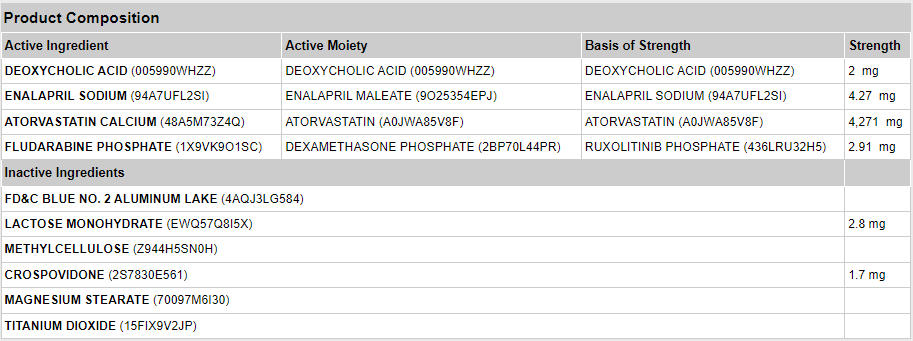 Product Composition
Active Ingredient Active Moiety Basis of Strength Strength
DEOXYCHOLIC ACID (005990WHZZ) DEOXYCHOLIC ACID (005990WHZZ) DEOXYCHOLIC ACID (005990WHZZ) 2 mg
ENALAPRIL SODIUM (94A7UFL2SI) ENALAPRIL MALEATE (9O25354EPJ) ENALAPRIL SODIUM (94A7UFL2SI) 4.27 mg
ATORVASTATIN CALCIUM (48A5M73Z4Q) ATORVASTATIN (A0JWA85V8F) ATORVASTATIN (A0JWA85V8F) 4,271 mg
FLUDARABINE PHOSPHATE (1X9VK9O1SC) DEXAMETHASONE PHOSPHATE (2BP70L44PR) RUXOLITINIB PHOSPHATE (436LRU32H5) 2.91 mg
Inactive Ingredients
FD&C BLUE NO. 2 ALUMINUM LAKE (4AQJ3LG584)
LACTOSE MONOHYDRATE (EWQ57Q8I5X) 2.8 mg
METHYLCELLULOSE (Z944H5SN0H)
CROSPOVIDONE (2S7830E561) 1.7 mg
MAGNESIUM STEARATE (70097M6I30)
TITANIUM DIOXIDE (15FIX9V2JP)